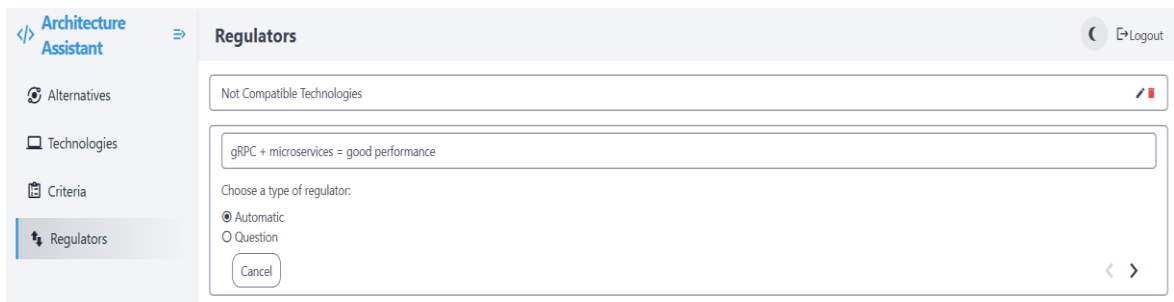 Architecture
Assistant
Regulators
Logout
Alternatives
Technologies
Criteria
Regulators
Not Compatible Technologies
gRPC + microservices = good performance
Choose a type of regulator:
Automatic
Question
Cancel